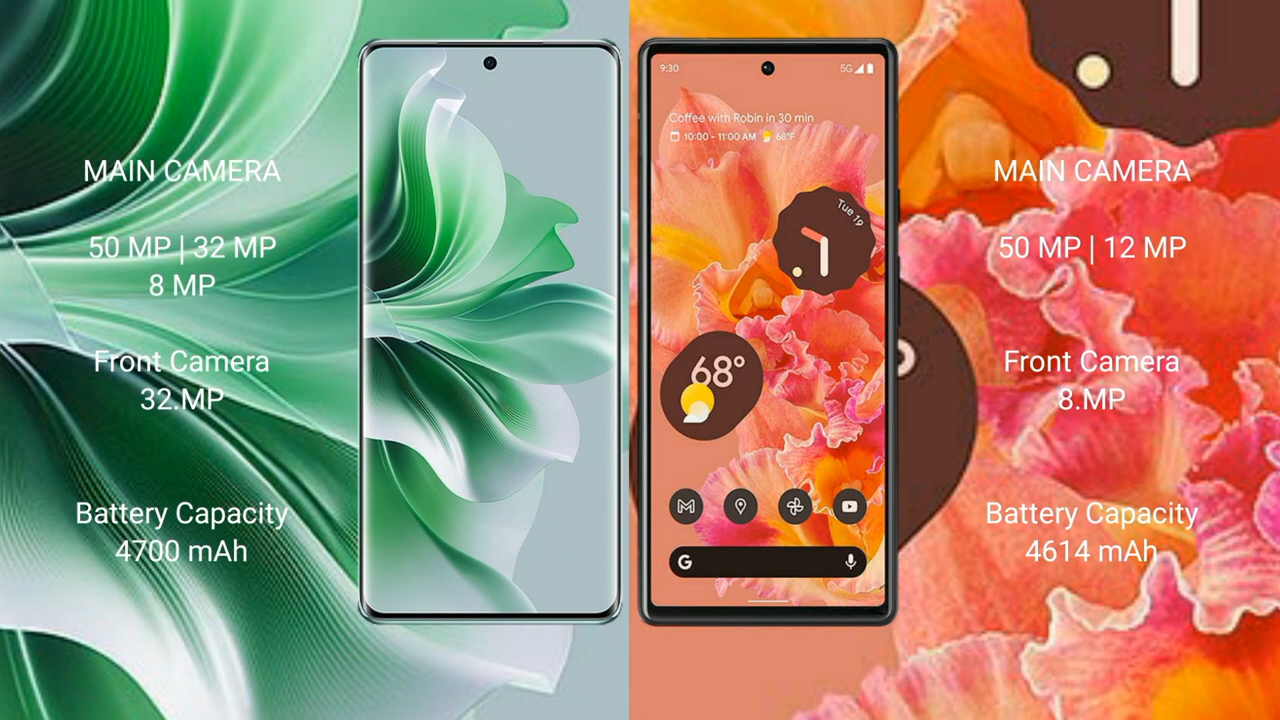 MAIN CAMERA
50 MP | 32 MP
8 MP
Front Camera
32.MP
Battery Capacity
4700 mAh
9:30
5G
Coffee with Robin in 30 min
10:00 - 11:00 AM 68°F
Tue 19
68°
G
MAIN CAMERA
50 MP | 12 MP
Front Camera
8.MP
Battery Capacity
4614 mAh